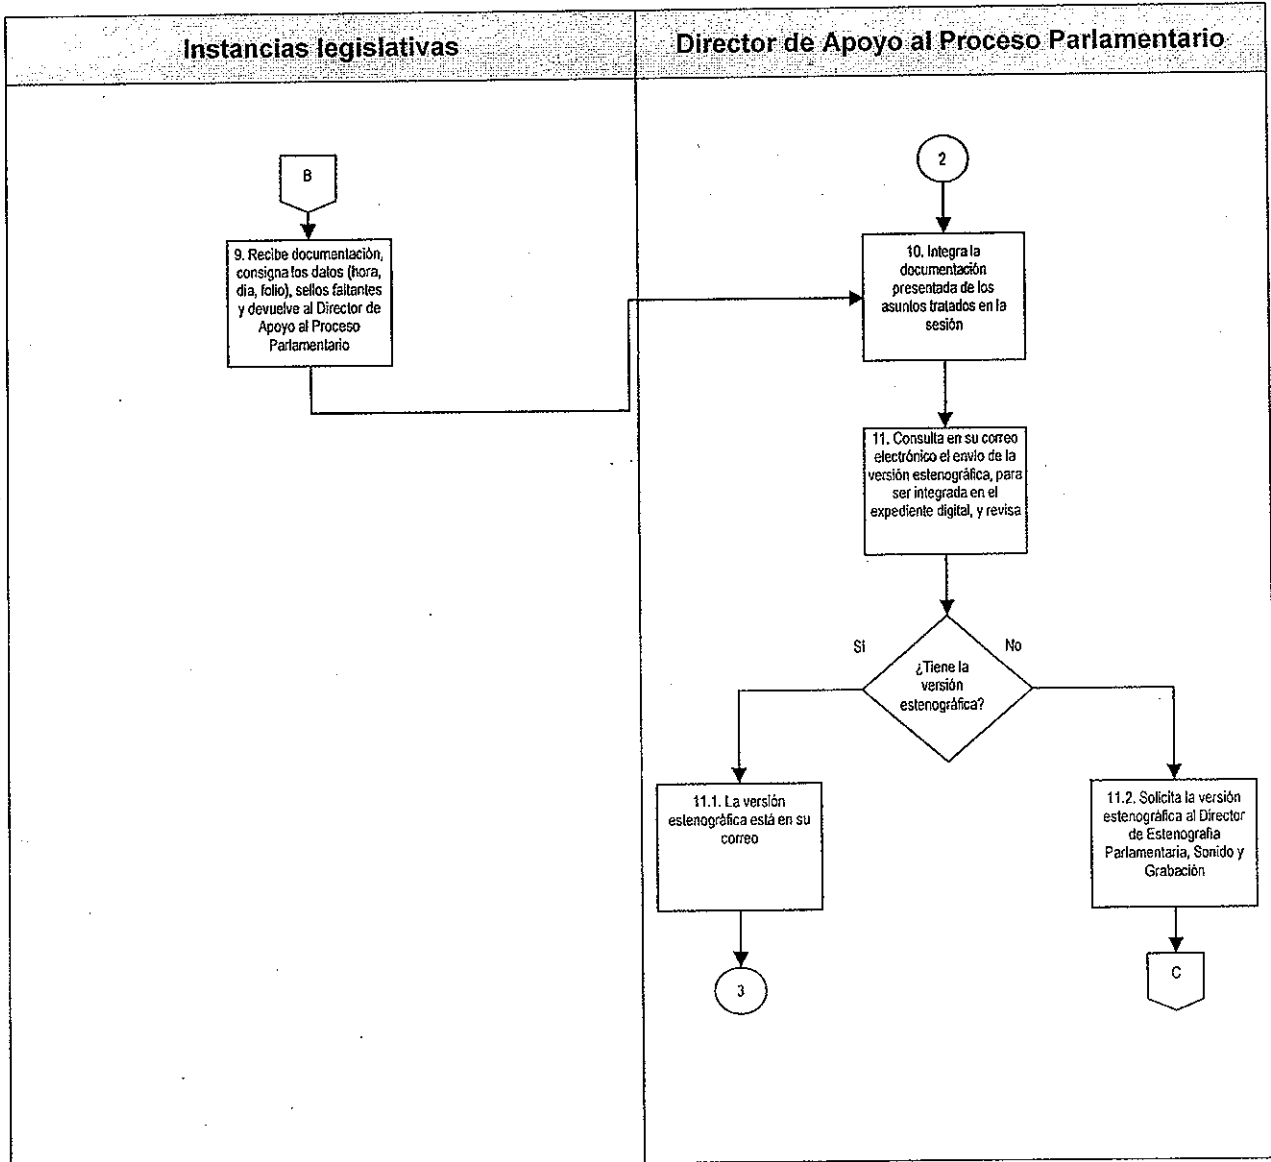 Instancias legislativas
Director de Apoyo al Proceso Parlamentario
B
9. Recibe documentación,
consigna los datos (hora,
dia, folio), sellos faltantes
y devuelve al Director de
Apoyo al Proceso
Parlamentario
2
10. Integra la
documentación
presentada de los
asuntos tratados en la
sesión
11. Consulta en su correo
electrónico el envio de la
versión estenográfica, para
ser integrada en el
expediente digital, y revisa
Si
No
¿Tiene la
versión
estenográfica?
11.1. La versión
estenográfica está en su
correo
11.2. Solicita la versión
estenográfica al Director
de Estenografia
Parlamentaria, Sonido y
Grabación
3
C